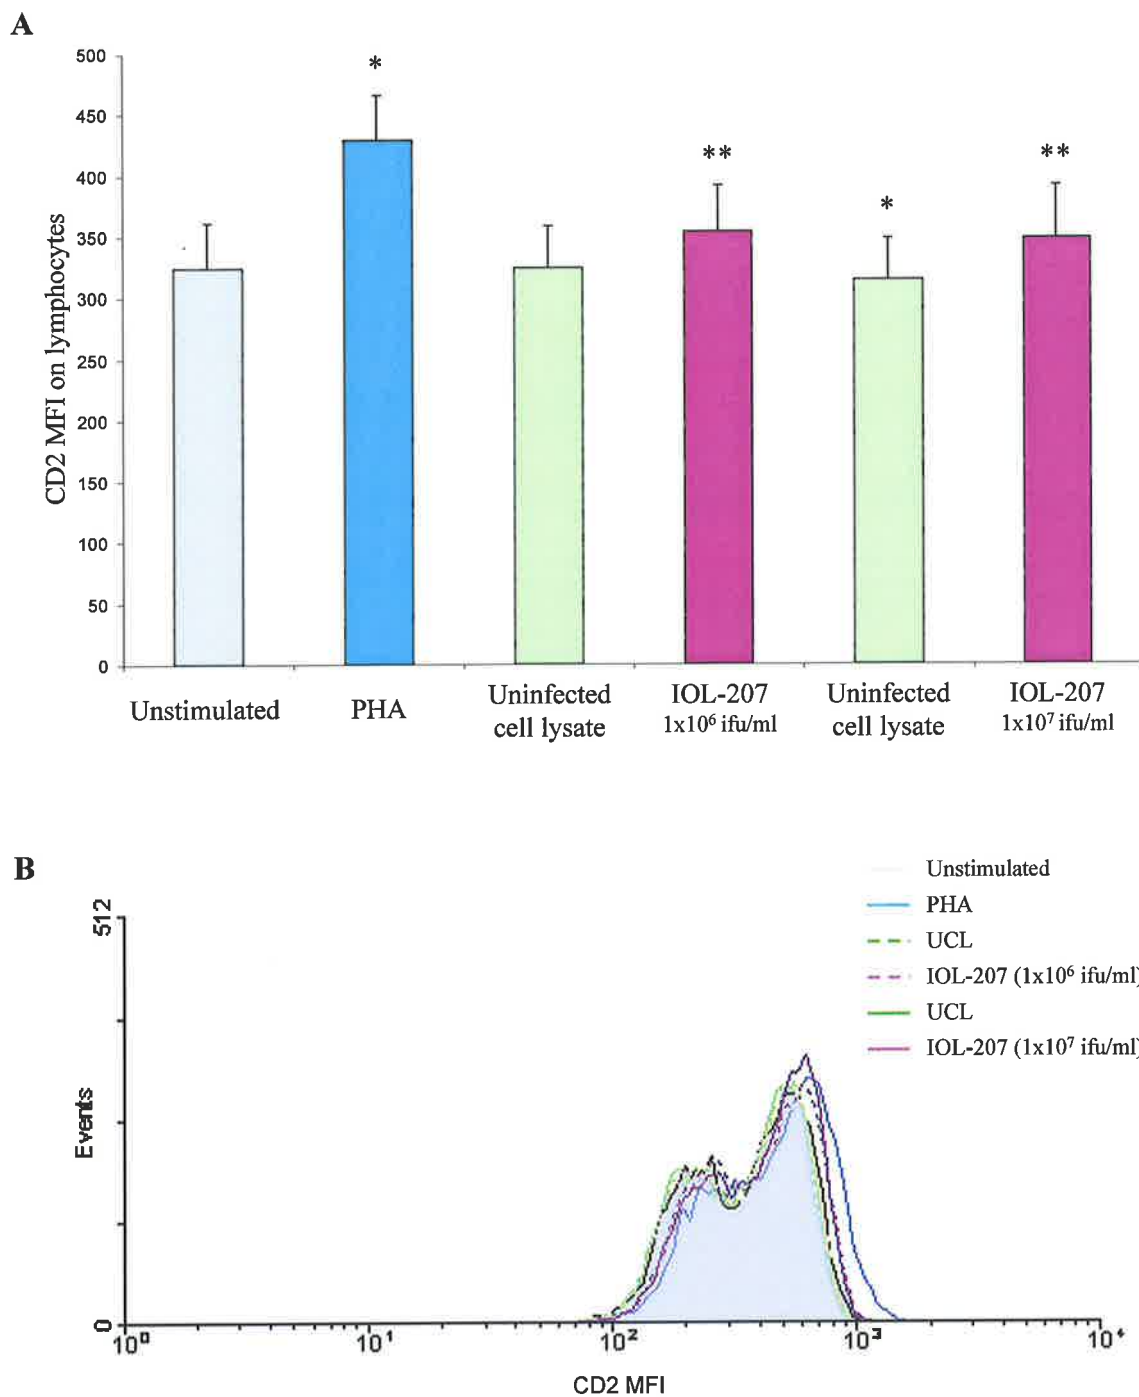 A
500
450
400
350
300
250
200
150
100
50
0
CD2 MFI on lymphocytes
*
**
*
**
Unstimulated
PHA
Uninfected
cell lysate
IOL-207
1x10⁶ ifu/ml
Uninfected
cell lysate
IOL-207
1x10⁷ ifu/ml
B
Unstimulated
PHA
UCL
IOL-207 (1x10⁶ ifu/ml)
UCL
IOL-207 (1x10⁷ ifu/ml)
512
Events
0
10⁰ 10¹ 10² 10³ 10⁴
CD2 MFI